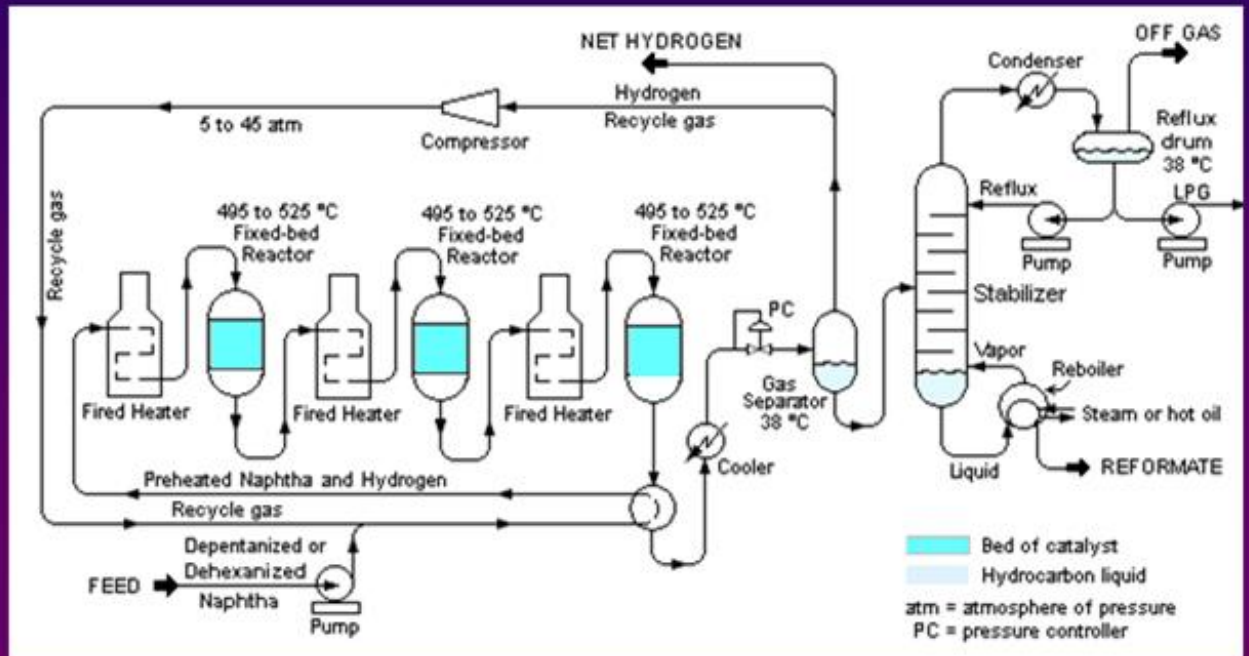 NET HYDROGEN
OFF GAS
Condenser
Hydrogen
Recycle gas
5 to 45 atm
Compressor
Reflux
drum
38 °C
Recycle gas
495 to 525 °C
Fixed-bed
Reactor
495 to 525 °C
Fixed-bed
Reactor
495 to 525 °C
Fixed-bed
Reactor
Reflux
LPG
Pump
Pump
PC
Stabilizer
Vapor
Reboiler
Fired Heater
Fired Heater
Fired Heater
Gas
Separator
38 °C
Steam or hot oil
Cooler
Liquid
REFORMATE
Preheated Naphtha and Hydrogen
Recycle gas
Depentanized or
Dehexanized
Naphtha
FEED
Pump
Bed of catalyst
Hydrocarbon liquid
atm = atmosphere of pressure
PC = pressure controller